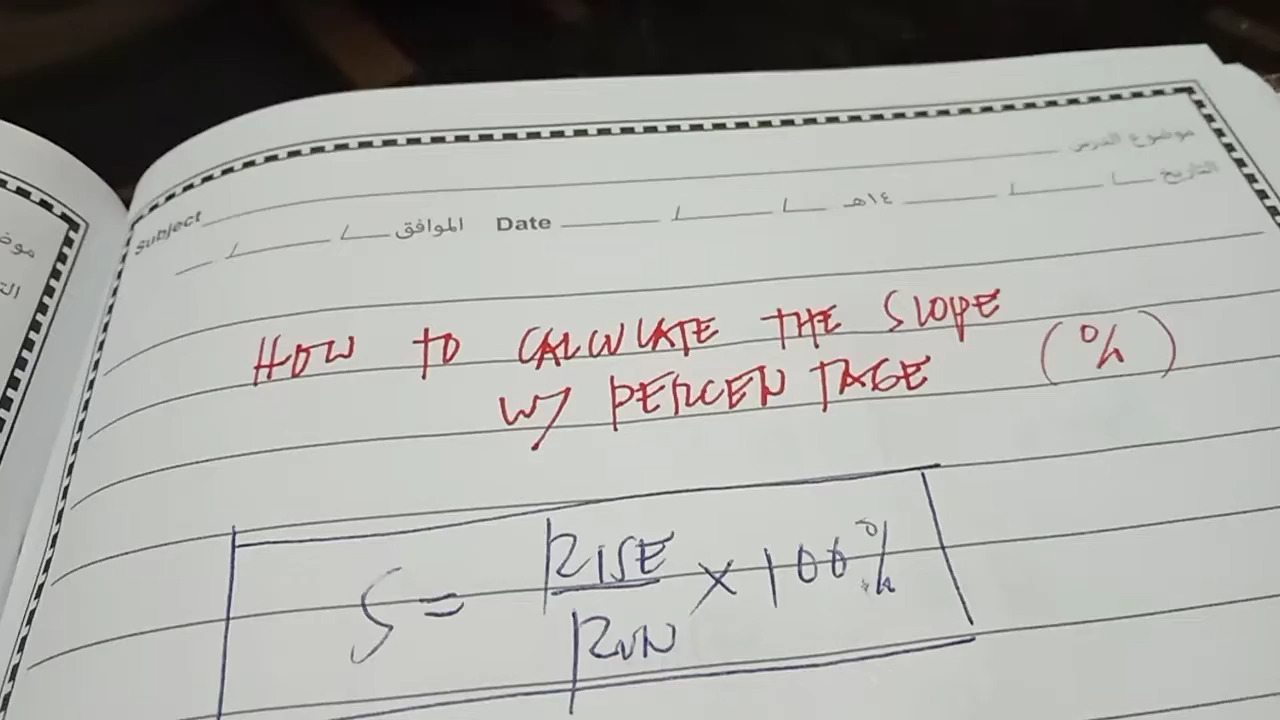 موضوع الدرس
التاريخ / / ١٤هـ
Subject
Date / / الموافق / /
HOW TO CALCULATE THE SLOPE
W/ PERCENTAGE (%)
S = RISE / RUN × 100%